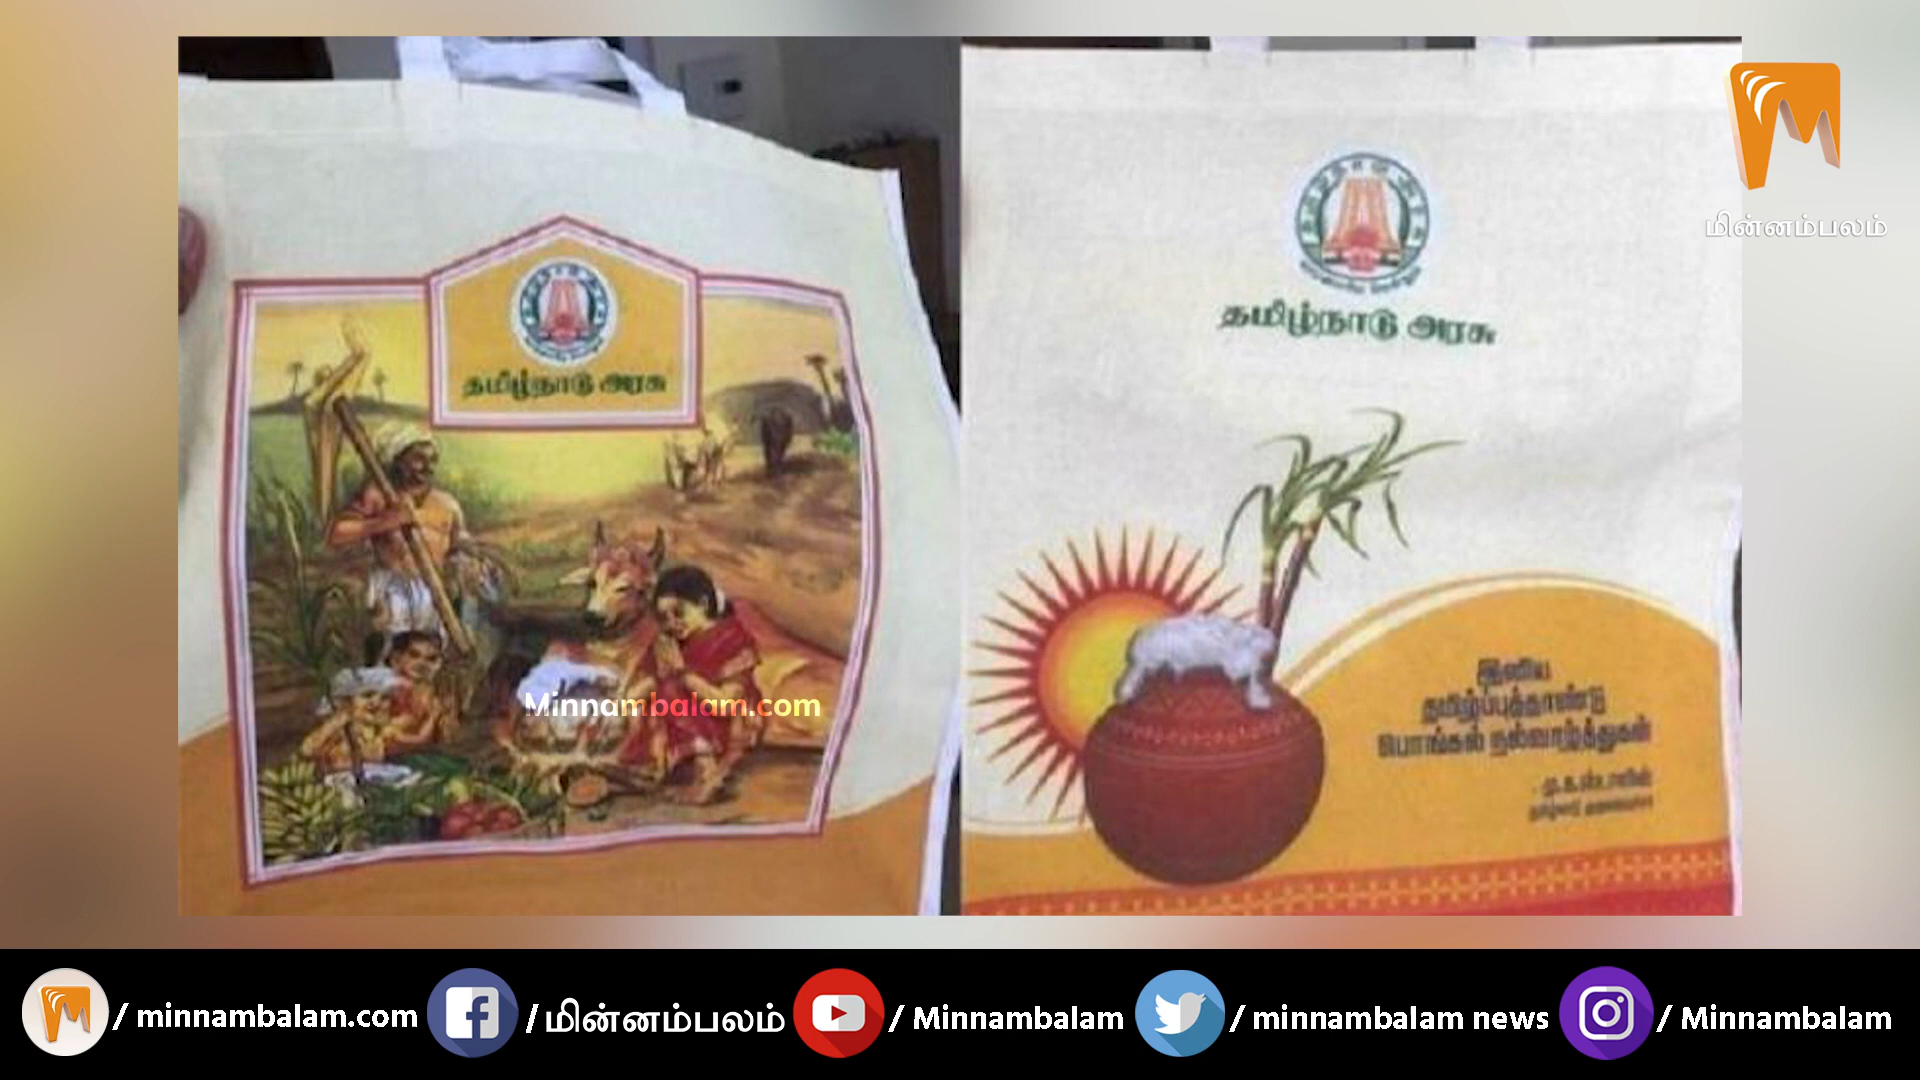 தமிழ்நாடு அரசு
Minnambalam.com
தமிழ்நாடு அரசு
இனிய
தமிழ்ப்புத்தாண்டு
பொங்கல் நல்வாழ்த்துகள்
- மு.க.ஸ்டாலின்
மின்னம்பலம்
/ minnambalam.com
/ மின்னம்பலம்
/ Minnambalam
/ minnambalam news
/ Minnambalam